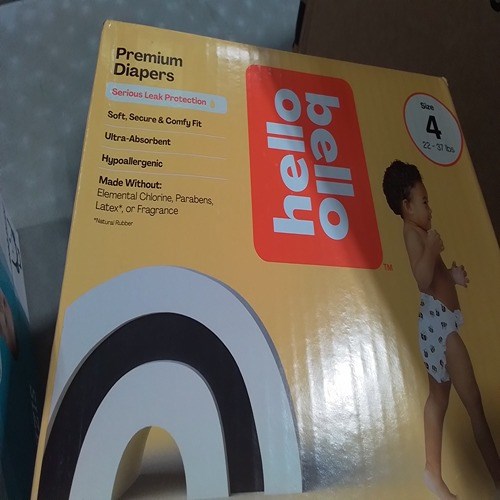 Premium
Diapers
Serious Leak Protection
Soft, Secure & Comfy Fit
Ultra-Absorbent
Hypoallergenic
Made Without:
Elemental Chlorine, Parabens,
Latex*, or Fragrance
*Natural Rubber
hello
bello
TM
Size
4
22 - 37 lbs